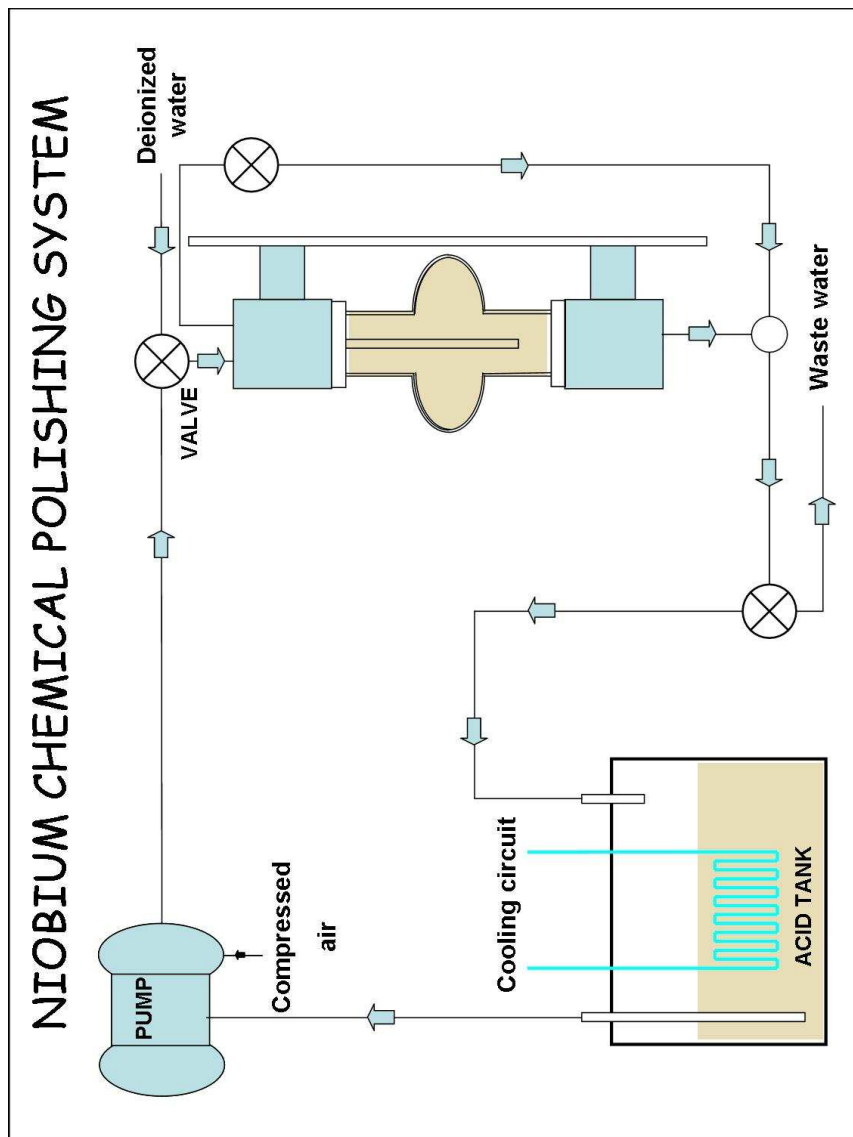 NIOBIUM CHEMICAL POLISHING SYSTEM
PUMP
Compressed
air
VALVE
Deionized
water
Cooling circuit
ACID TANK
Waste water